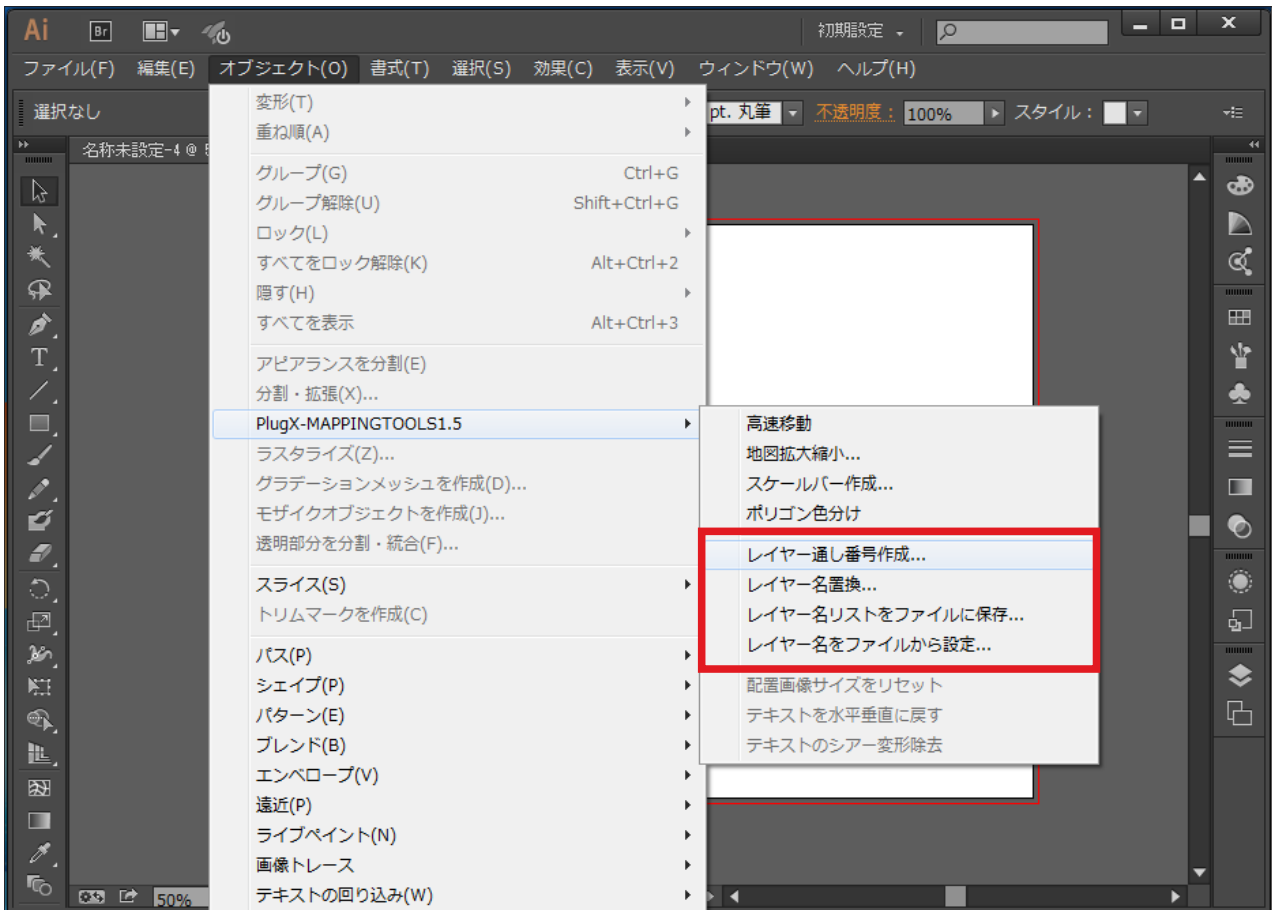 Ai Br 初期設定
ファイル(F) 編集(E) オブジェクト(O) 書式(T) 選択(S) 効果(C) 表示(V) ウィンドウ(W) ヘルプ(H)
選択なし pt. 丸筆 不透明度： 100% スタイル：
名称未設定-4 @
変形(T)
重ね順(A)
グループ(G) Ctrl+G
グループ解除(U) Shift+Ctrl+G
ロック(L)
すべてをロック解除(K) Alt+Ctrl+2
隠す(H)
すべてを表示 Alt+Ctrl+3
アピアランスを分割(E)
分割・拡張(X)...
PlugX-MAPPINGTOOLS1.5
ラスタライズ(Z)...
グラデーションメッシュを作成(D)...
モザイクオブジェクトを作成(J)...
透明部分を分割・統合(F)...
スライス(S)
トリムマークを作成(C)
パス(P)
シェイプ(P)
パターン(E)
ブレンド(B)
エンベロープ(V)
遠近(P)
ライブペイント(N)
画像トレース
テキストの回り込み(W)
高速移動
地図拡大縮小...
スケールバー作成...
ポリゴン色分け
レイヤー通し番号作成...
レイヤー名置換...
レイヤー名リストをファイルに保存...
レイヤー名をファイルから設定...
配置画像サイズをリセット
テキストを水平垂直に戻す
テキストのシアー変形除去
50%